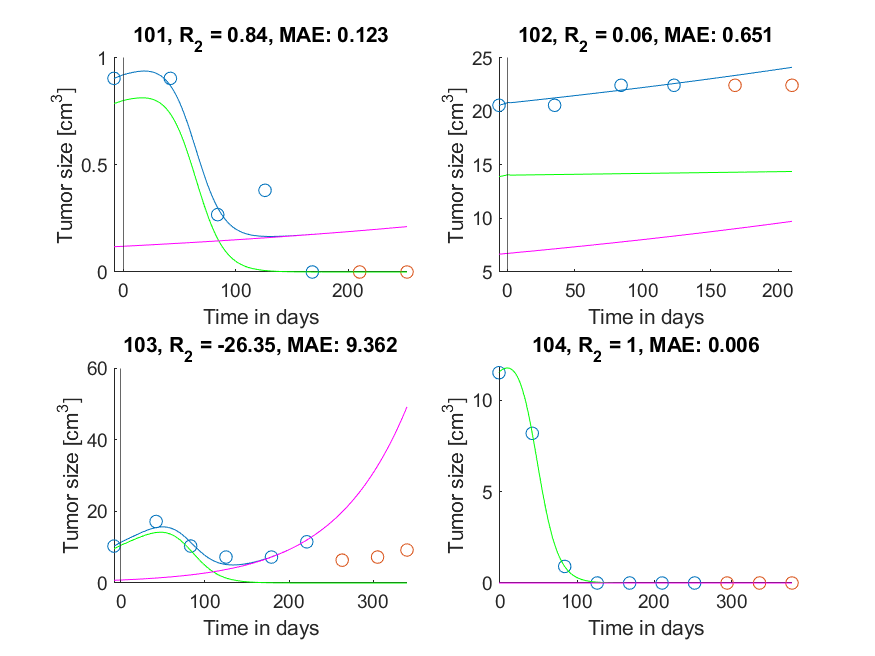 101, R2 = 0.84, MAE: 0.123
1
0.5
0
Tumor size [cm3]
0
100
200
Time in days
102, R2 = 0.06, MAE: 0.651
25
20
15
10
5
Tumor size [cm3]
0
50
100
150
200
Time in days
103, R2 = -26.35, MAE: 9.362
60
40
20
0
Tumor size [cm3]
0
100
200
300
Time in days
104, R2 = 1, MAE: 0.006
10
5
0
Tumor size [cm3]
0
100
200
300
Time in days